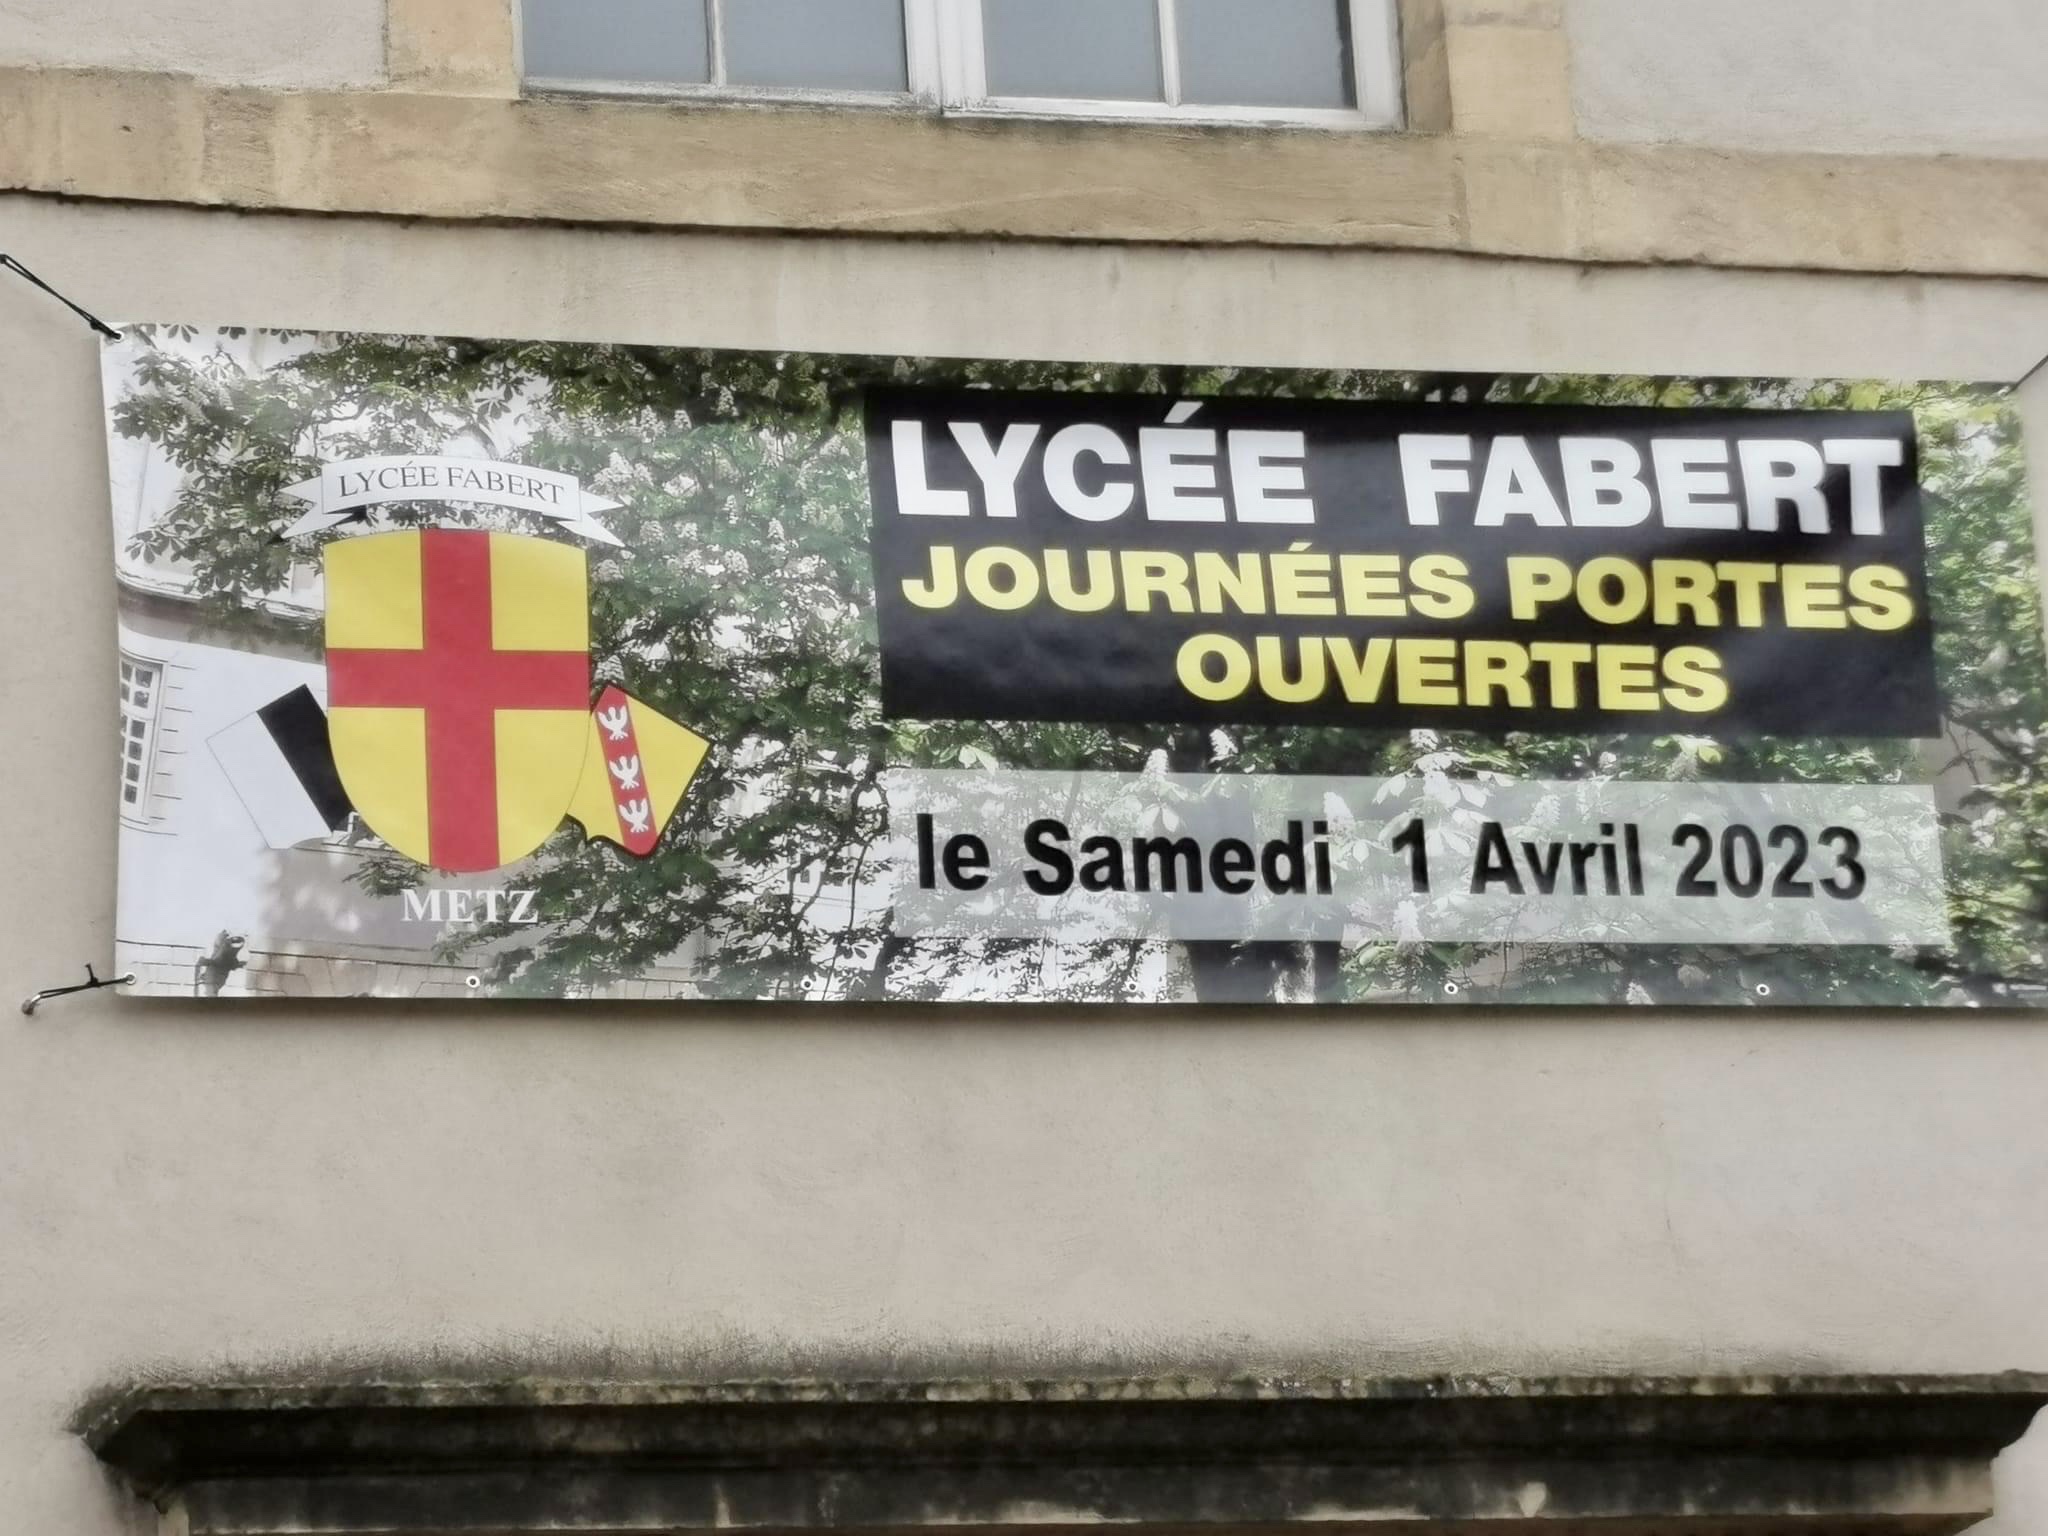 LYCÉE FABERT
METZ
LYCÉE FABERT
JOURNÉES PORTES
OUVERTES
le Samedi 1 Avril 2023